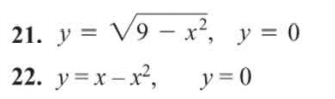 21. y = √9 − x², y = 0
22. y = x − x², y = 0